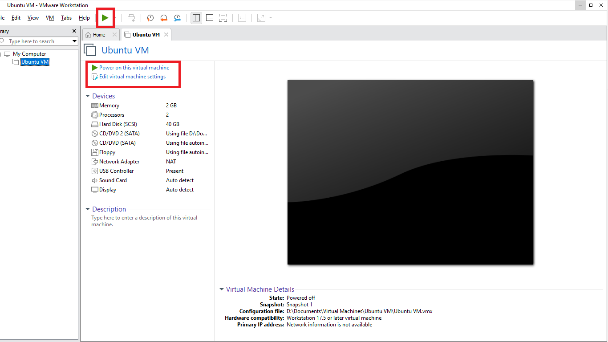 Ubuntu VM - VMware Workstation
Edit View VM Tabs Help
Type here to search
Home
Ubuntu VM
My Computer
Ubuntu VM
Ubuntu VM
Power on this virtual machine
Edit virtual machine settings
Devices
Memory 2 GB
Processors 2
Hard Disk (SCSI) 40 GB
CD/DVD 2 (SATA) Using file D:\Do...
CD/DVD (SATA) Using file autoin...
Floppy Using file autoin...
Network Adapter NAT
USB Controller Present
Sound Card Auto detect
Display Auto detect
Description
Type here to enter a description of this virtual
machine.
Virtual Machine Details
State: Powered off
Snapshot: Snapshot 1
Configuration file: D:\Documents\Virtual Machines\Ubuntu VM\Ubuntu VM.vmx
Hardware compatibility: Workstation 17.5 or later virtual machine
Primary IP address: Network information is not available